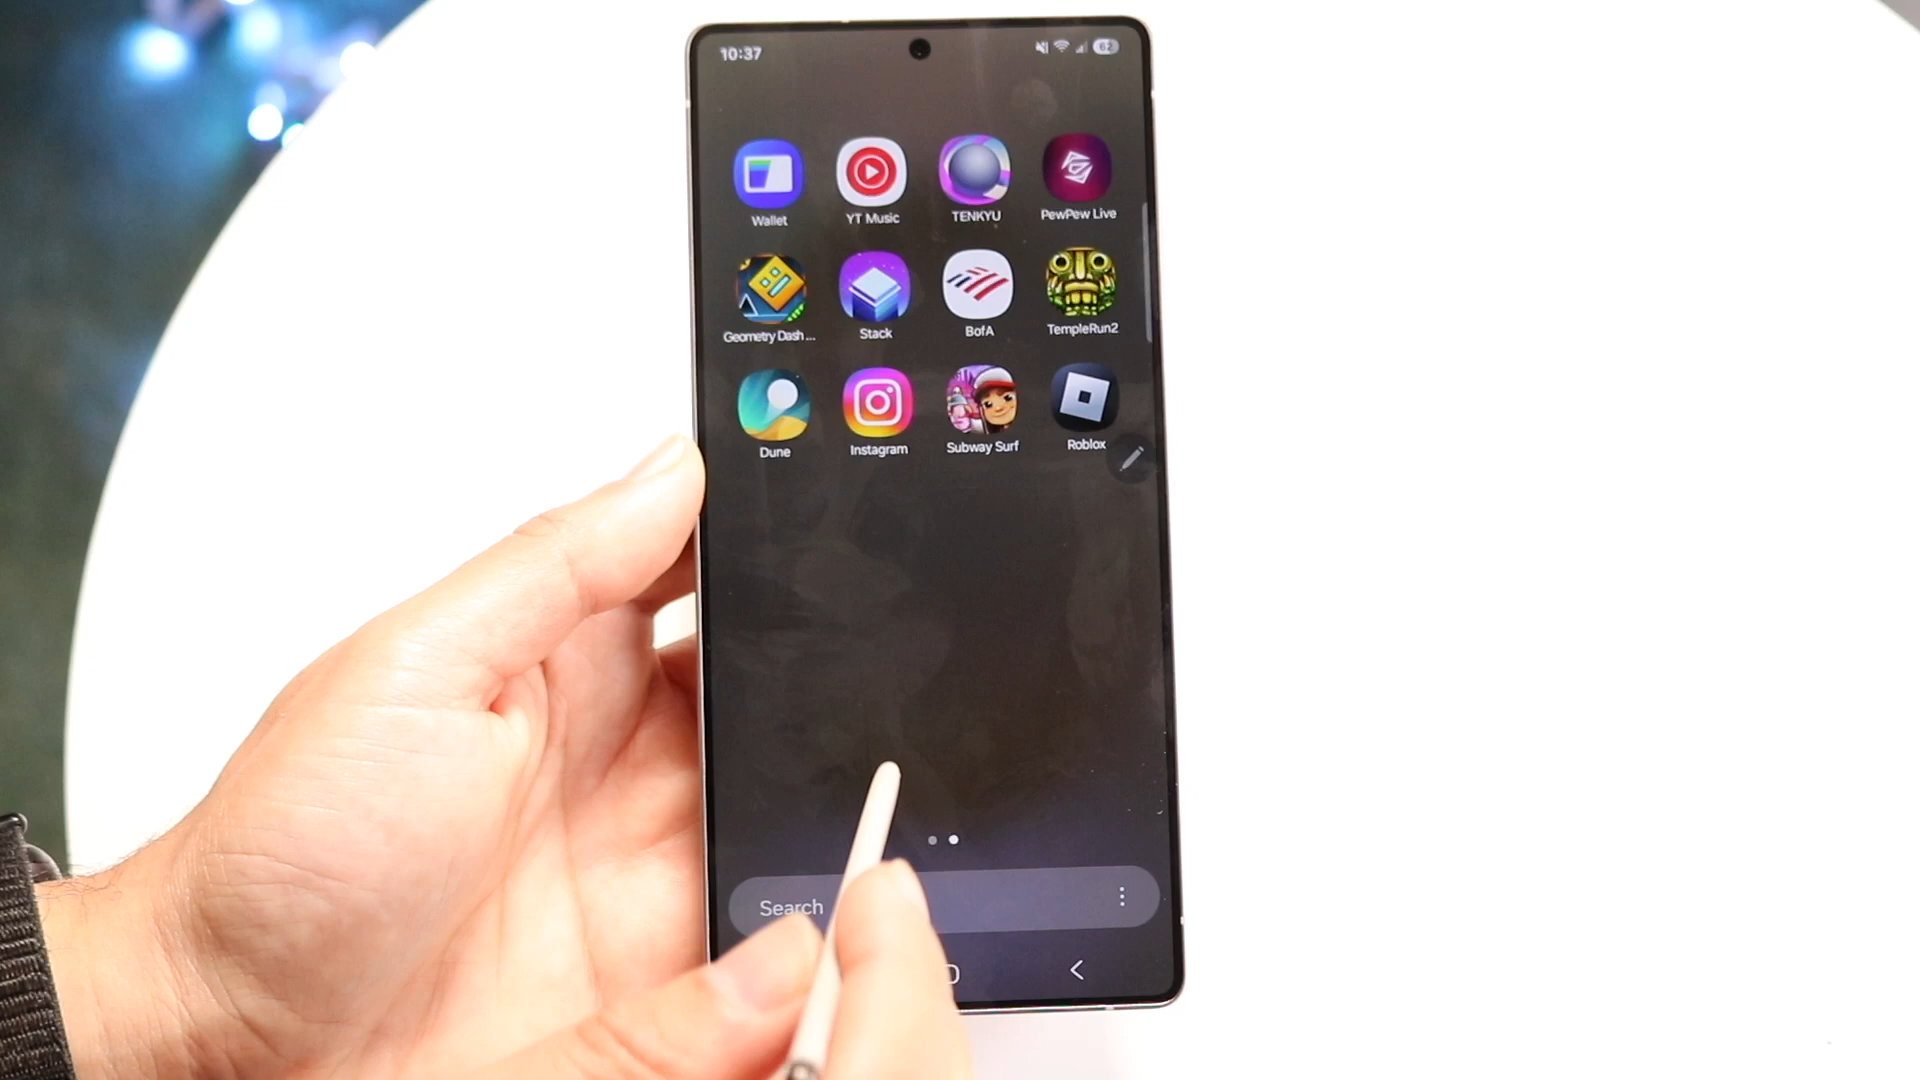 10:37
62
Wallet
YT Music
TENKYU
PewPew Live
Geometry Dash ...
Stack
BofA
TempleRun2
Dune
Instagram
Subway Surf
Roblox
Search